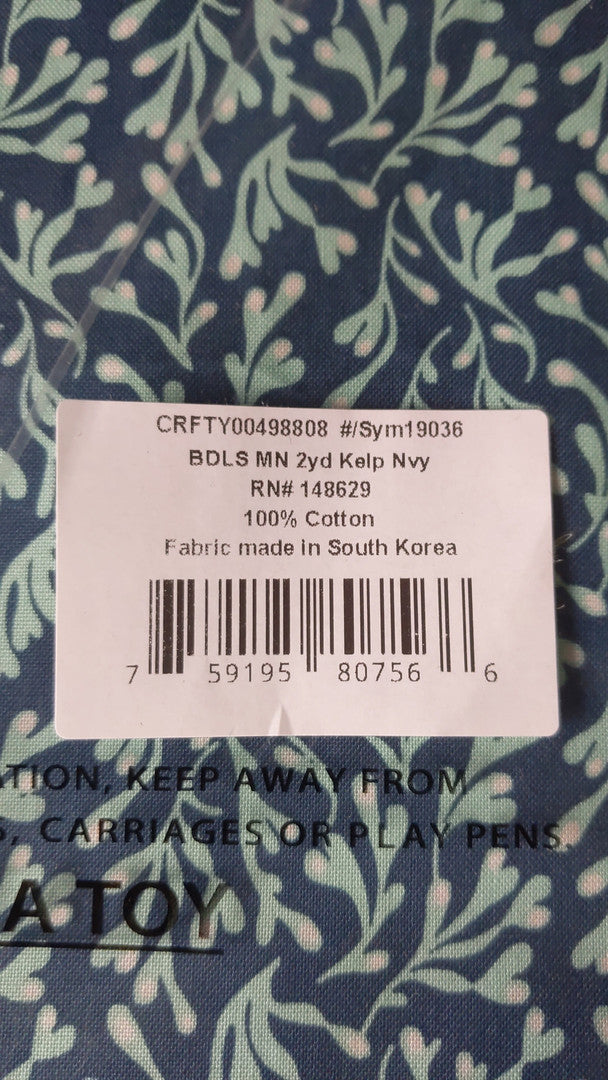 CRFTY00498808 #/Sym19036
BDLS MN 2yd Kelp Nvy
RN# 148629
100% Cotton
Fabric made in South Korea
7 59195 80756 6
TION, KEEP AWAY FROM
S, CARRIAGES OR PLAY PENS.
A TOY